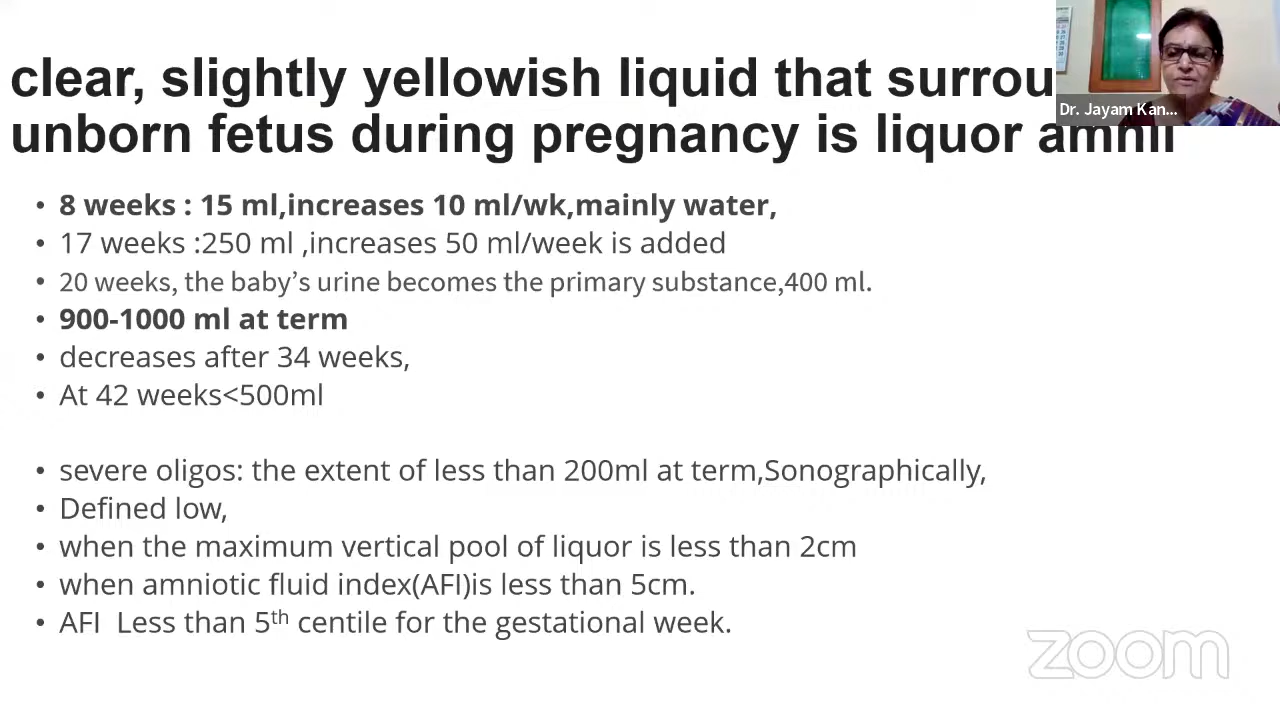 clear, slightly yellowish liquid that surrou
unborn fetus during pregnancy is liquor amnii
Dr. Jayam Kan...
• 8 weeks : 15 ml,increases 10 ml/wk,mainly water,
• 17 weeks :250 ml ,increases 50 ml/week is added
• 20 weeks, the baby’s urine becomes the primary substance,400 ml.
• 900-1000 ml at term
• decreases after 34 weeks,
• At 42 weeks<500ml
• severe oligos: the extent of less than 200ml at term,Sonographically,
• Defined low,
• when the maximum vertical pool of liquor is less than 2cm
• when amniotic fluid index(AFI)is less than 5cm.
• AFI  Less than 5th centile for the gestational week.
zoom